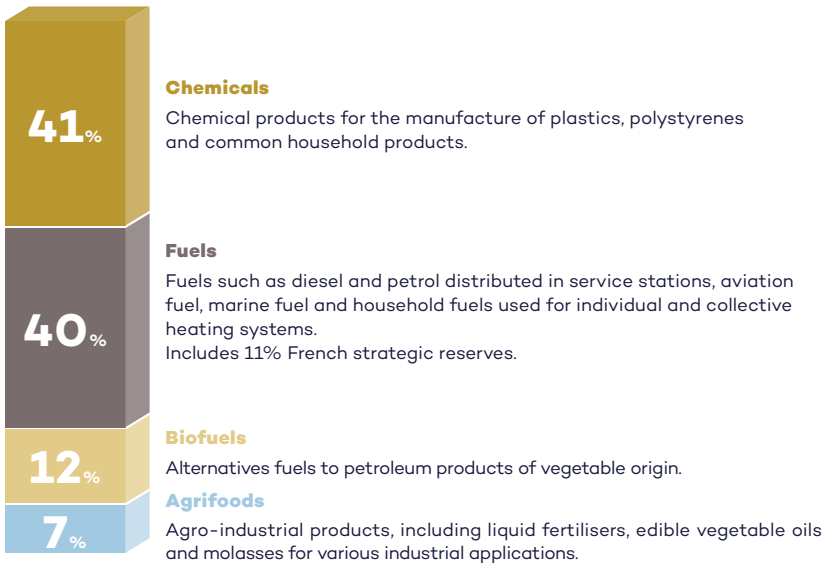 41%
Chemicals
Chemical products for the manufacture of plastics, polystyrenes
and common household products.
40%
Fuels
Fuels such as diesel and petrol distributed in service stations, aviation
fuel, marine fuel and household fuels used for individual and collective
heating systems.
Includes 11% French strategic reserves.
12%
Biofuels
Alternatives fuels to petroleum products of vegetable origin.
7%
Agrifoods
Agro-industrial products, including liquid fertilisers, edible vegetable oils
and molasses for various industrial applications.